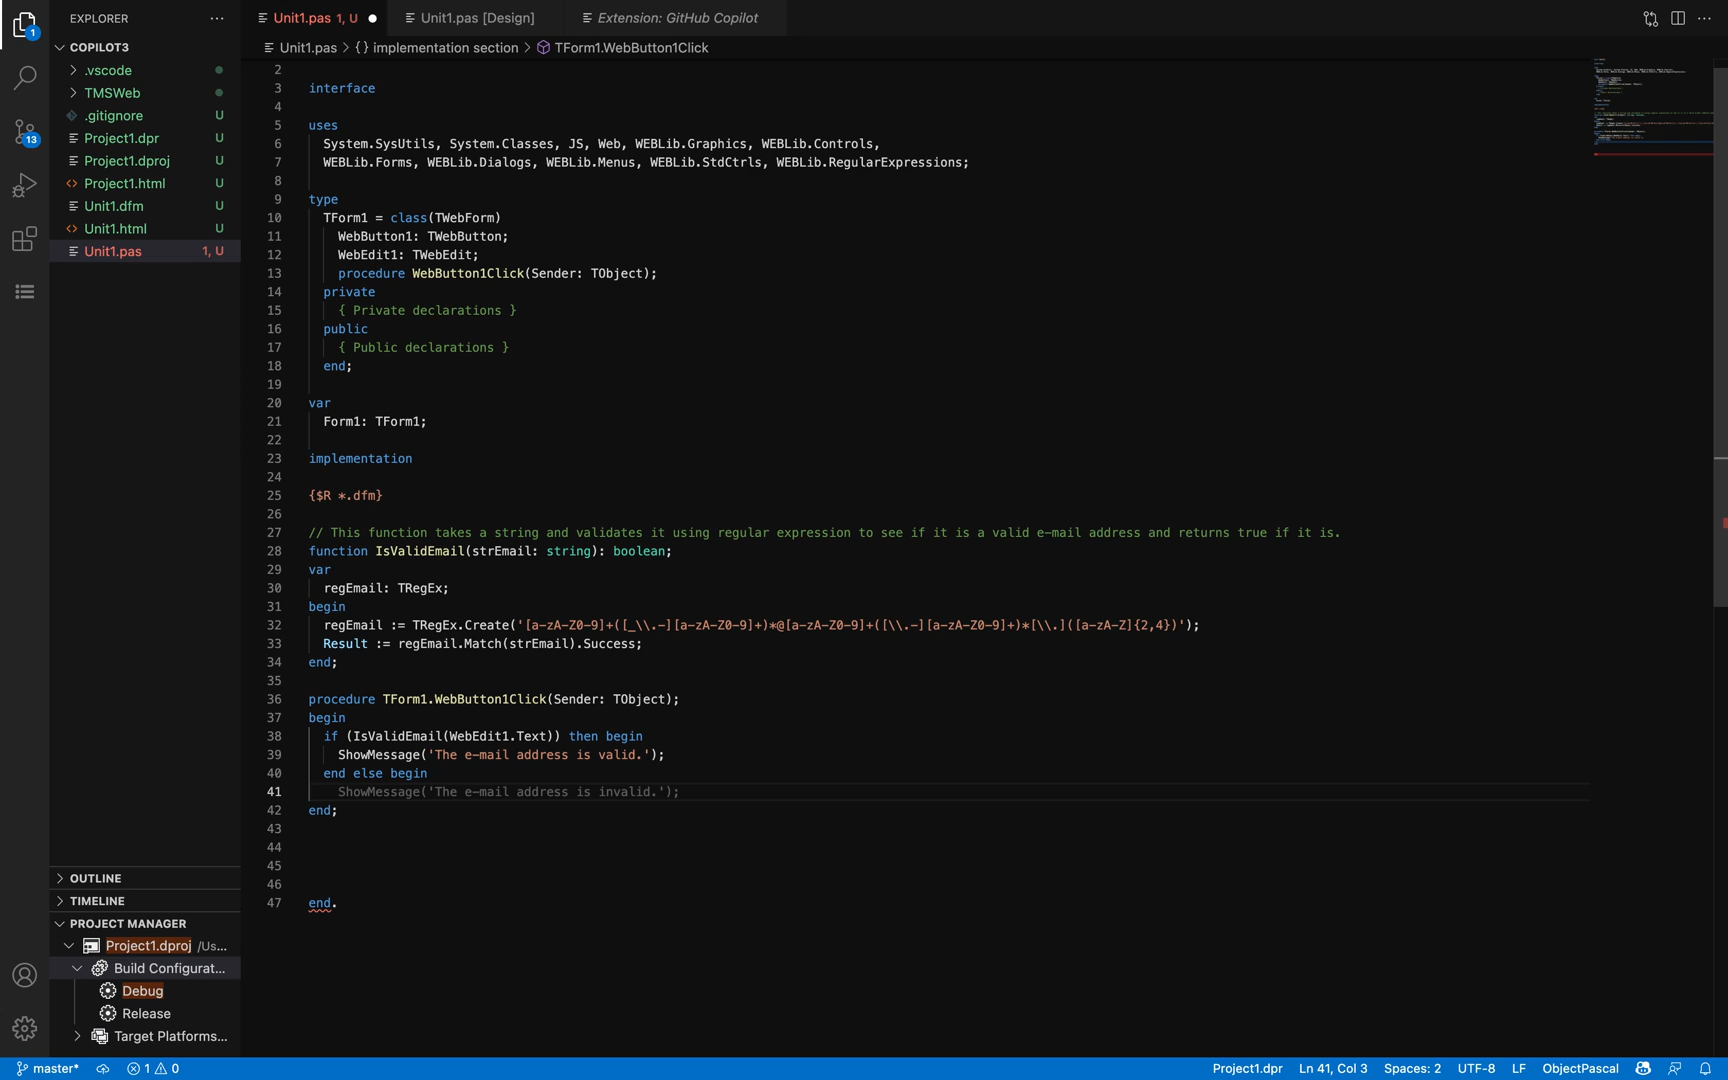 EXPLORER
···
Unit1.pas 1, U
Unit1.pas [Design]
Extension: GitHub Copilot
COPILOT3
Unit1.pas > {} implementation section > TForm1.WebButton1Click
.vscode
TMSWeb
.gitignore U
Project1.dpr U
Project1.dproj U
Project1.html U
Unit1.dfm U
Unit1.html U
Unit1.pas 1, U
1
13
2
3 interface
4
5 uses
6 System.SysUtils, System.Classes, JS, Web, WEBLib.Graphics, WEBLib.Controls,
7 WEBLib.Forms, WEBLib.Dialogs, WEBLib.Menus, WEBLib.StdCtrls, WEBLib.RegularExpressions;
8
9 type
10 TForm1 = class(TWebForm)
11 WebButton1: TWebButton;
12 WebEdit1: TWebEdit;
13 procedure WebButton1Click(Sender: TObject);
14 private
15 { Private declarations }
16 public
17 { Public declarations }
18 end;
19
20 var
21 Form1: TForm1;
22
23 implementation
24
25 {$R *.dfm}
26
27 // This function takes a string and validates it using regular expression to see if it is a valid e-mail address and returns true if it is.
28 function IsValidEmail(strEmail: string): boolean;
29 var
30 regEmail: TRegEx;
31 begin
32 regEmail := TRegEx.Create('[a-zA-Z0-9]+([_\\.-][a-zA-Z0-9]+)*@[a-zA-Z0-9]+([\\.-][a-zA-Z0-9]+)*[\\.]([a-zA-Z]{2,4})');
33 Result := regEmail.Match(strEmail).Success;
34 end;
35
36 procedure TForm1.WebButton1Click(Sender: TObject);
37 begin
38 if (IsValidEmail(WebEdit1.Text)) then begin
39 ShowMessage('The e-mail address is valid.');
40 end else begin
41 ShowMessage('The e-mail address is invalid.');
42 end;
43
44
45
46
47 end.
OUTLINE
TIMELINE
PROJECT MANAGER
Project1.dproj /Us...
Build Configurat...
Debug
Release
Target Platforms...
master* 1 0 Project1.dpr Ln 41, Col 3 Spaces: 2 UTF-8 LF ObjectPascal